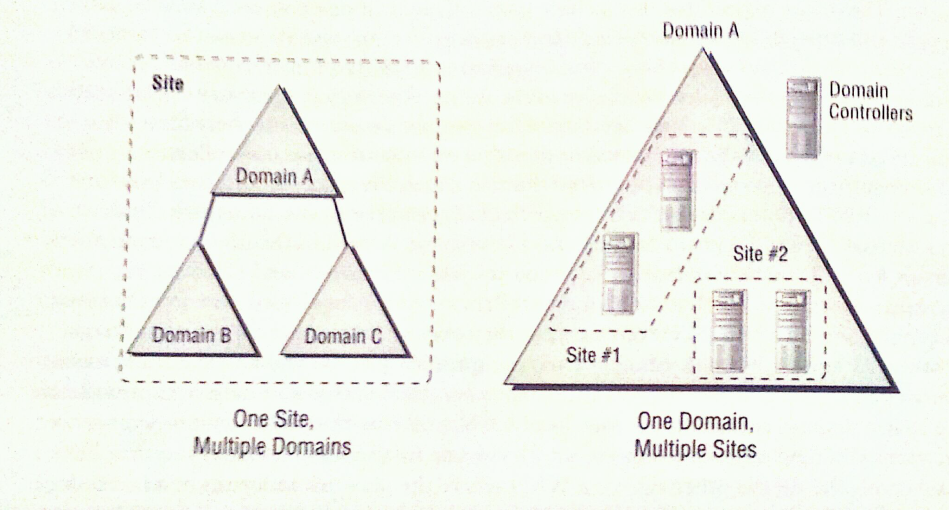 Site
Domain A
Domain B
Domain C
One Site,
Multiple Domains
Domain A
Domain
Controllers
Site #2
Site #1
One Domain,
Multiple Sites